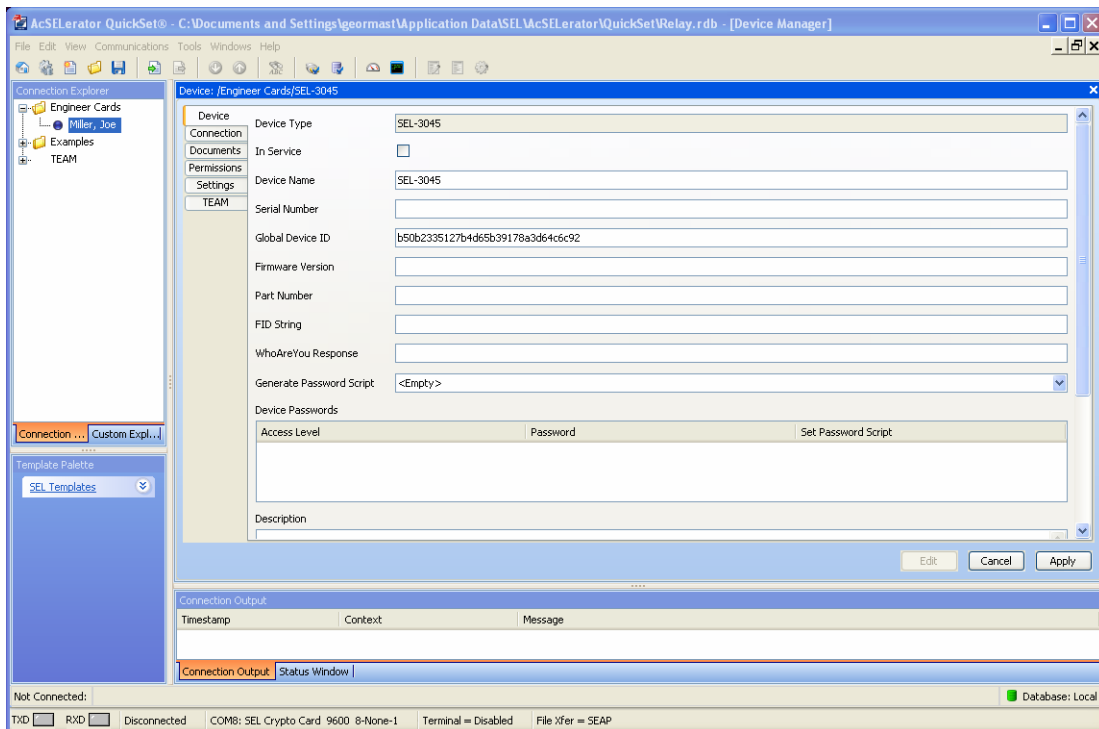 AcSELerator QuickSet® - C:\Documents and Settings\geormast\Application Data\SEL\AcSELerator\QuickSet\Relay.rdb - [Device Manager]
File Edit View Communications Tools Windows Help
Connection Explorer
Engineer Cards
Miller, Joe
Examples
TEAM
Connection ... Custom Expl...
Template Palette
SEL Templates
Device: /Engineer Cards/SEL-3045
Device
Connection
Documents
Permissions
Settings
TEAM
Device Type SEL-3045
In Service
Device Name SEL-3045
Serial Number
Global Device ID b50b2335127b4d65b39178a3d64c6c92
Firmware Version
Part Number
FID String
WhoAreYou Response
Generate Password Script <Empty>
Device Passwords
Access Level Password Set Password Script
Description
Edit Cancel Apply
Connection Output
Timestamp Context Message
Connection Output Status Window
Not Connected: Database: Local
TXD RXD Disconnected COM8: SEL Crypto Card 9600 8-None-1 Terminal = Disabled File Xfer = SEAP